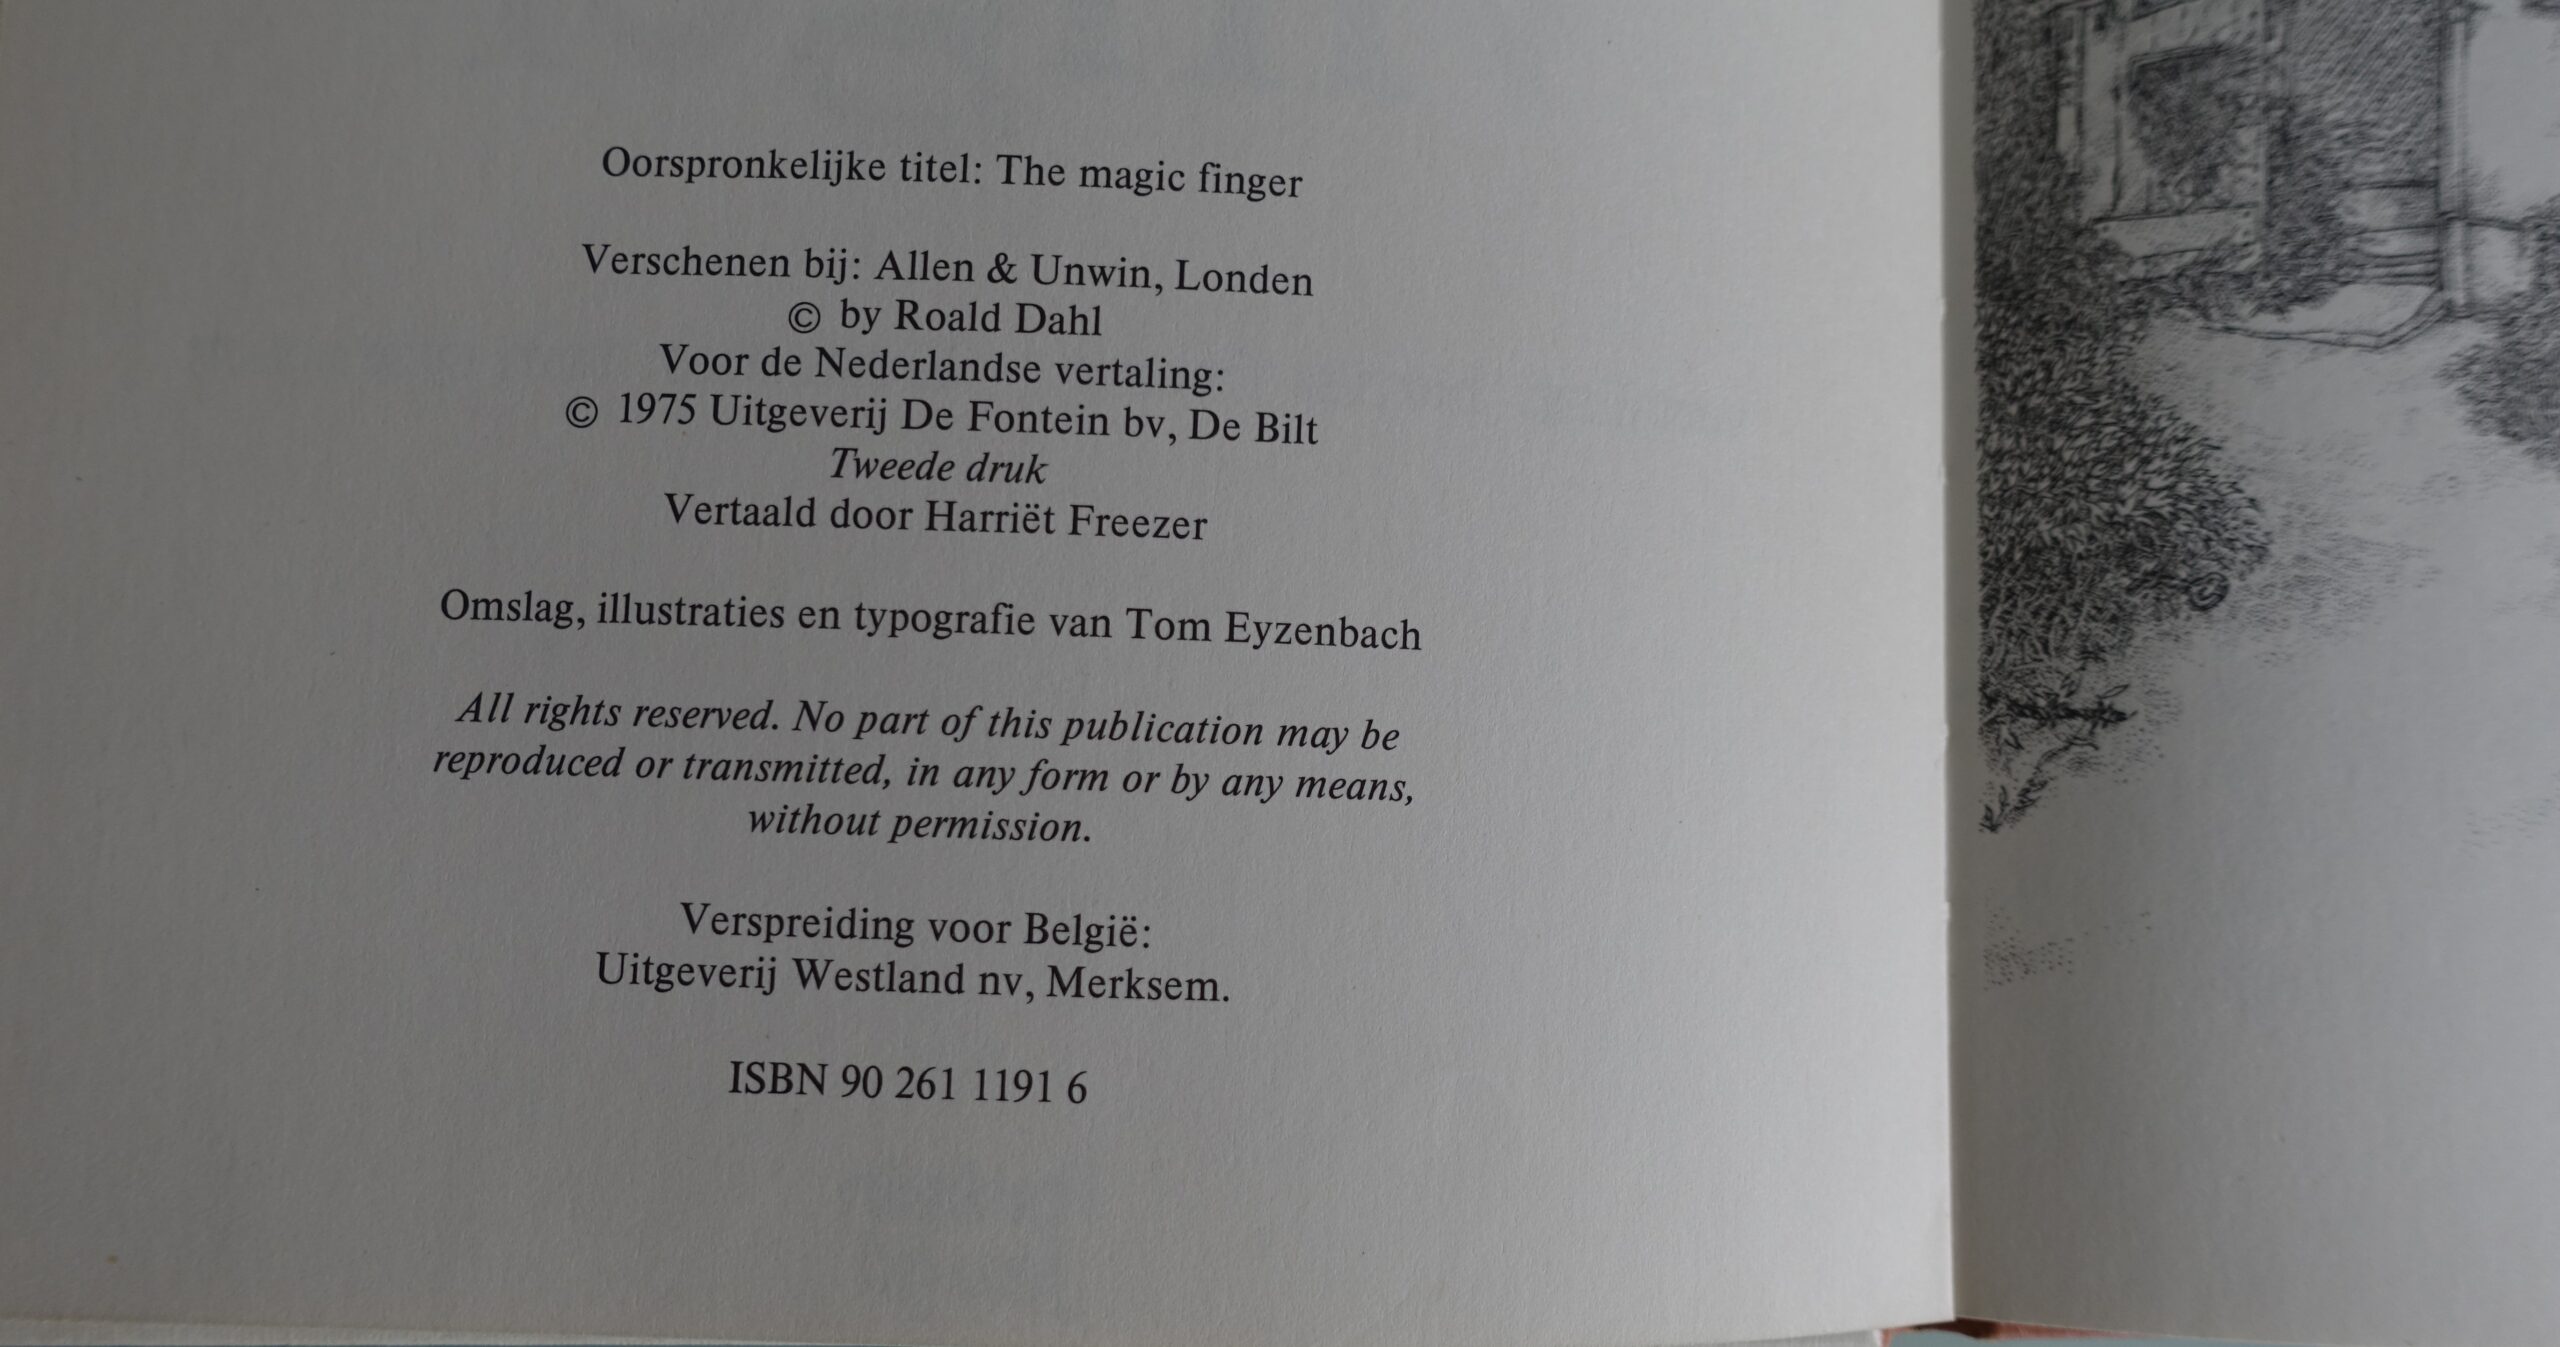 Oorspronkelijke titel: The magic finger
Verschenen bij: Allen & Unwin, Londen
© by Roald Dahl
Voor de Nederlandse vertaling:
© 1975 Uitgeverij De Fontein bv, De Bilt
Tweede druk
Vertaald door Harriët Freezer
Omslag, illustraties en typografie van Tom Eyzenbach
All rights reserved. No part of this publication may be
reproduced or transmitted, in any form or by any means,
without permission.
Verspreiding voor België:
Uitgeverij Westland nv, Merksem.
ISBN 90 261 1191 6